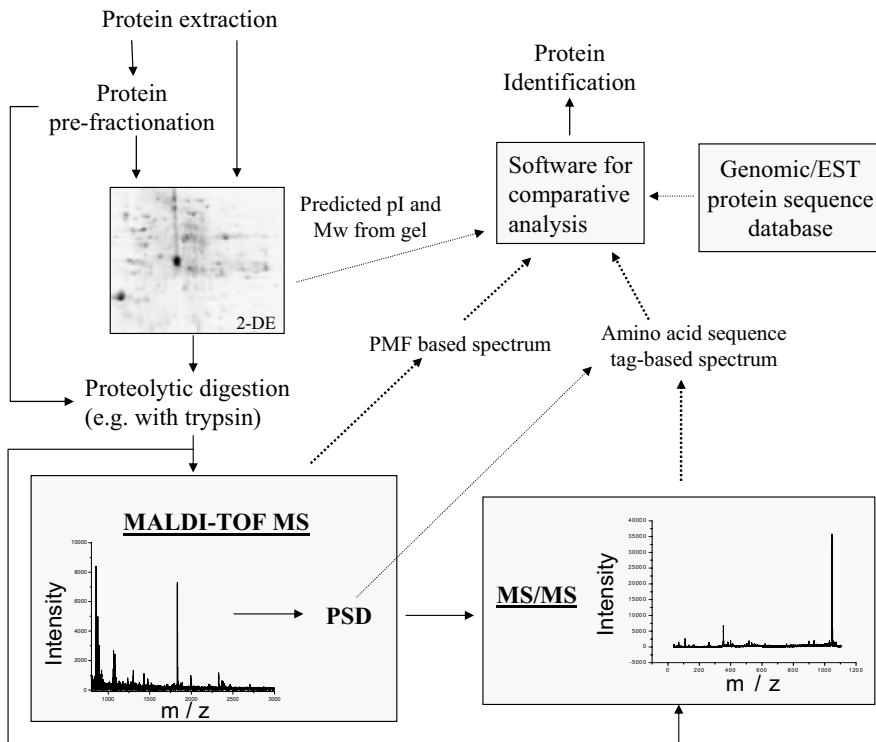 Protein extraction
Protein
pre-fractionation
Protein
Identification
Software for
comparative
analysis
Genomic/EST
protein sequence
database
Predicted pI and
Mw from gel
2-DE
PMF based spectrum
Amino acid sequence
tag-based spectrum
Proteolytic digestion
(e.g. with trypsin)
MALDI-TOF MS
Intensity
10000
8000
6000
4000
2000
0
1000
1500
2000
2500
3000
m / z
PSD
MS/MS
Intensity
40000
35000
30000
25000
20000
15000
10000
5000
0
-5000
0
200
400
600
800
1000
1200
m / z